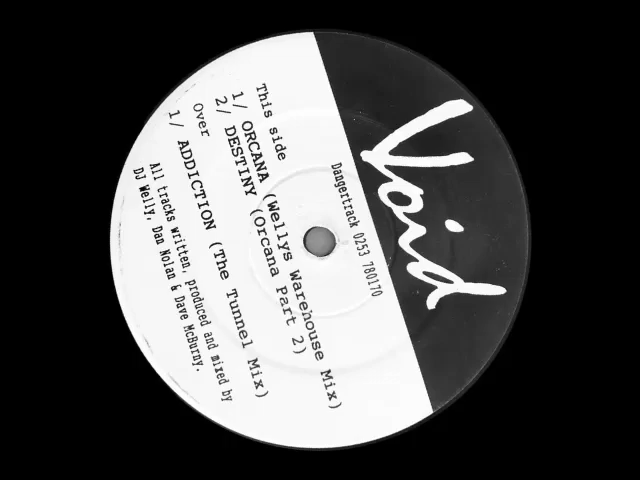 Void
Dangertrack 0253 780170
This side
1/ ORCANA (Wellys Warehouse Mix)
2/ DESTINY (Orcana Part 2)
Over
1/ ADDICTION (The Tunnel Mix)
All tracks written, produced and mixed by
DJ Welly, Dan Nolan & Dave McBurny.